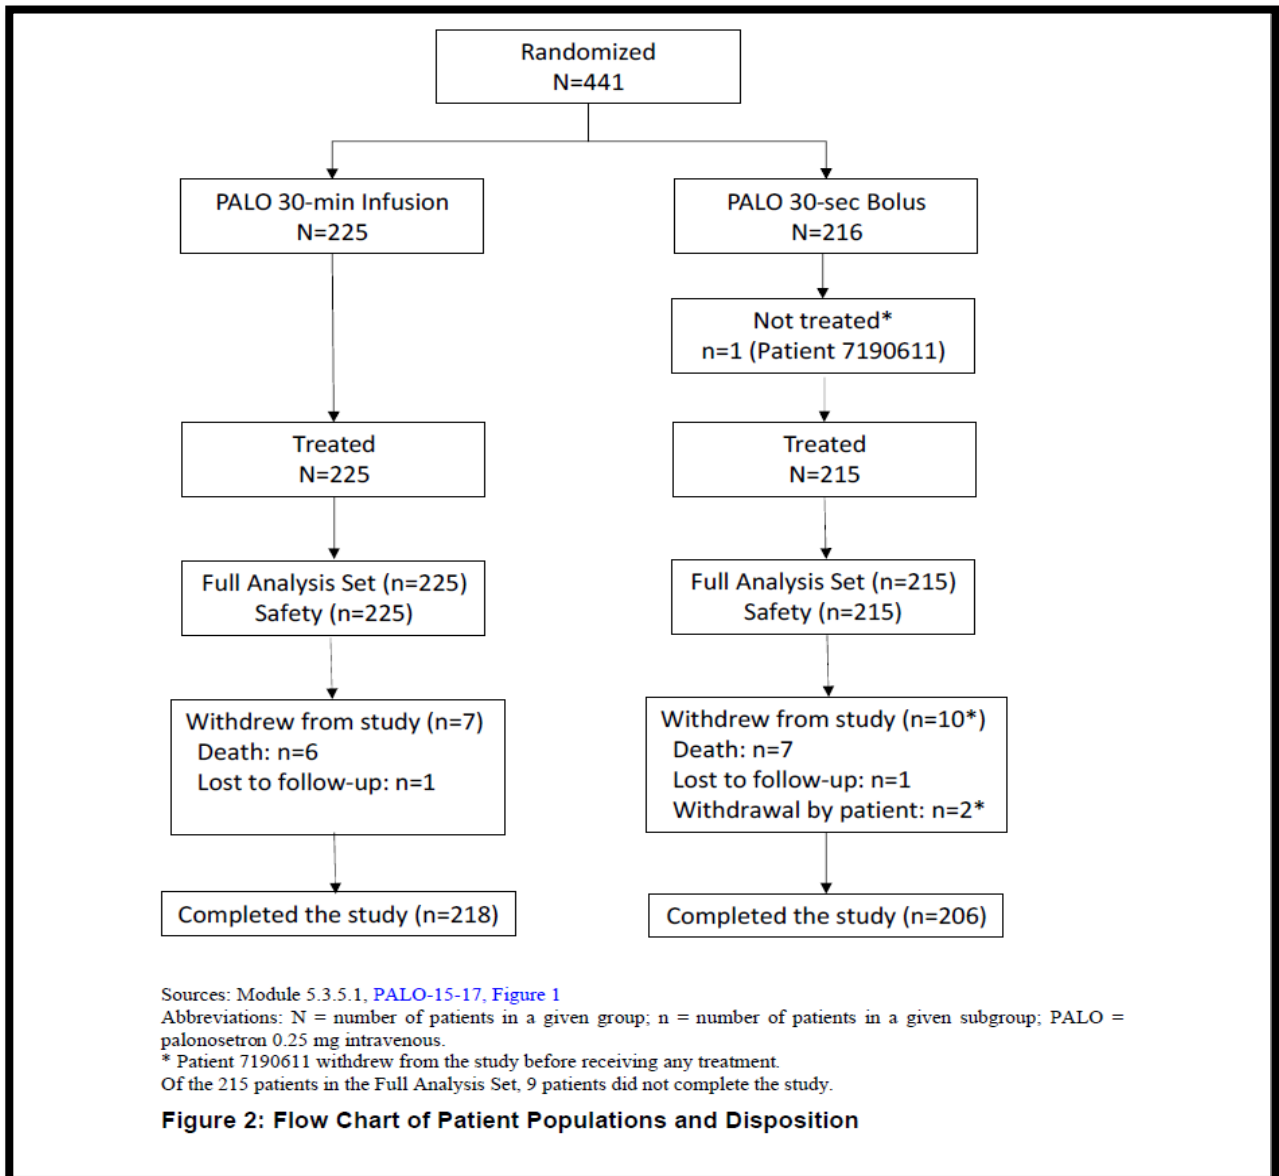 Randomized
N=441
PALO 30-min Infusion
N=225
PALO 30-sec Bolus
N=216
Not treated*
n=1 (Patient 7190611)
Treated
N=225
Treated
N=215
Full Analysis Set (n=225)
Safety (n=225)
Full Analysis Set (n=215)
Safety (n=215)
Withdrew from study (n=7)
Death: n=6
Lost to follow-up: n=1
Withdrew from study (n=10*)
Death: n=7
Lost to follow-up: n=1
Withdrawal by patient: n=2*
Completed the study (n=218)
Completed the study (n=206)
Sources: Module 5.3.5.1, PALO-15-17, Figure 1
Abbreviations: N = number of patients in a given group; n = number of patients in a given subgroup; PALO =
palonosetron 0.25 mg intravenous.
* Patient 7190611 withdrew from the study before receiving any treatment.
Of the 215 patients in the Full Analysis Set, 9 patients did not complete the study.
Figure 2: Flow Chart of Patient Populations and Disposition